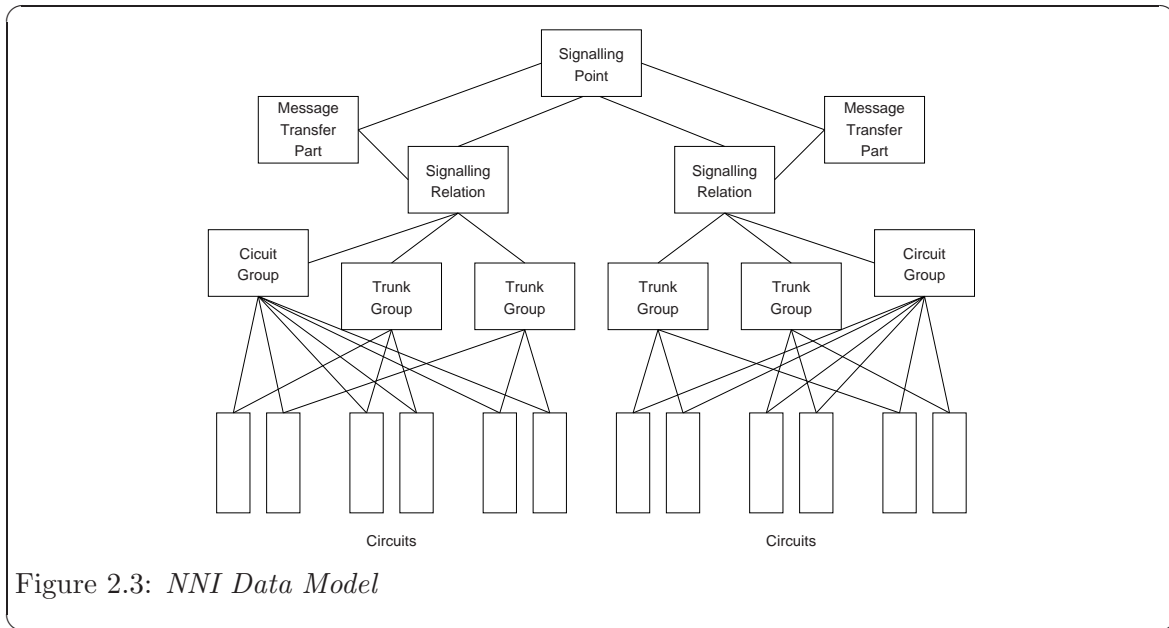 Signalling
Point
Message
Transfer
Part
Message
Transfer
Part
Signalling
Relation
Signalling
Relation
Cicuit
Group
Trunk
Group
Trunk
Group
Trunk
Group
Trunk
Group
Circuit
Group
Circuits
Circuits
Figure 2.3: NNI Data Model